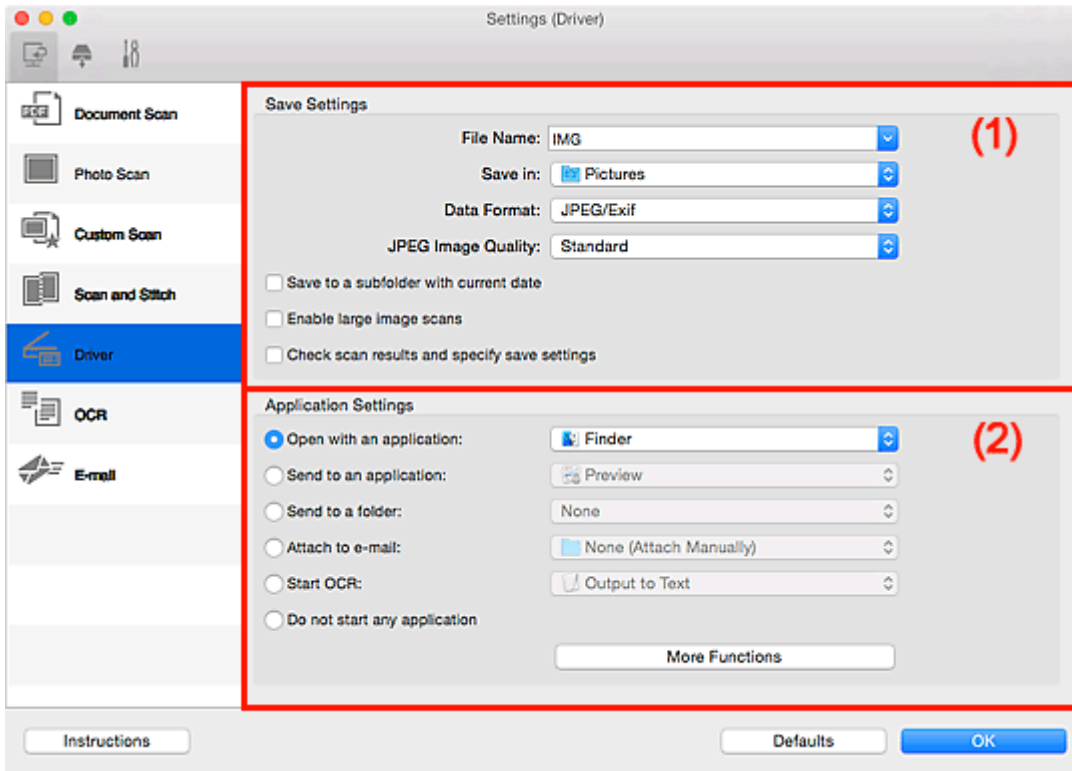 Settings (Driver)
Document Scan
Photo Scan
Custom Scan
Scan and Stitch
Driver
OCR
E-mail
Save Settings
(1)
File Name: IMG
Save in: Pictures
Data Format: JPEG/Exif
JPEG Image Quality: Standard
Save to a subfolder with current date
Enable large image scans
Check scan results and specify save settings
Application Settings
(2)
Open with an application: Finder
Send to an application: Preview
Send to a folder: None
Attach to e-mail: None (Attach Manually)
Start OCR: Output to Text
Do not start any application
More Functions
Instructions
Defaults
OK